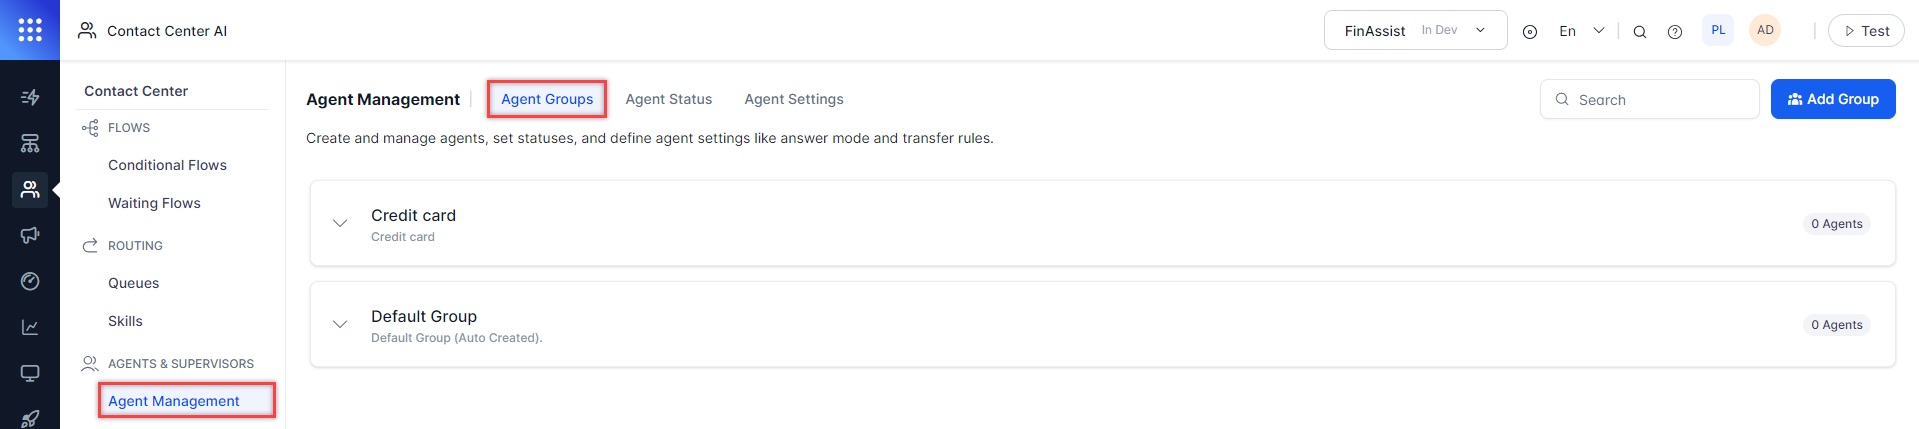 Contact Center AI
FinAssist In Dev
En
PL
AD
Test
Contact Center
FLOWS
Conditional Flows
Waiting Flows
ROUTING
Queues
Skills
AGENTS & SUPERVISORS
Agent Management
Agent Management
Agent Groups
Agent Status
Agent Settings
Search
Add Group
Create and manage agents, set statuses, and define agent settings like answer mode and transfer rules.
Credit card
Credit card
0 Agents
Default Group
Default Group (Auto Created).
0 Agents